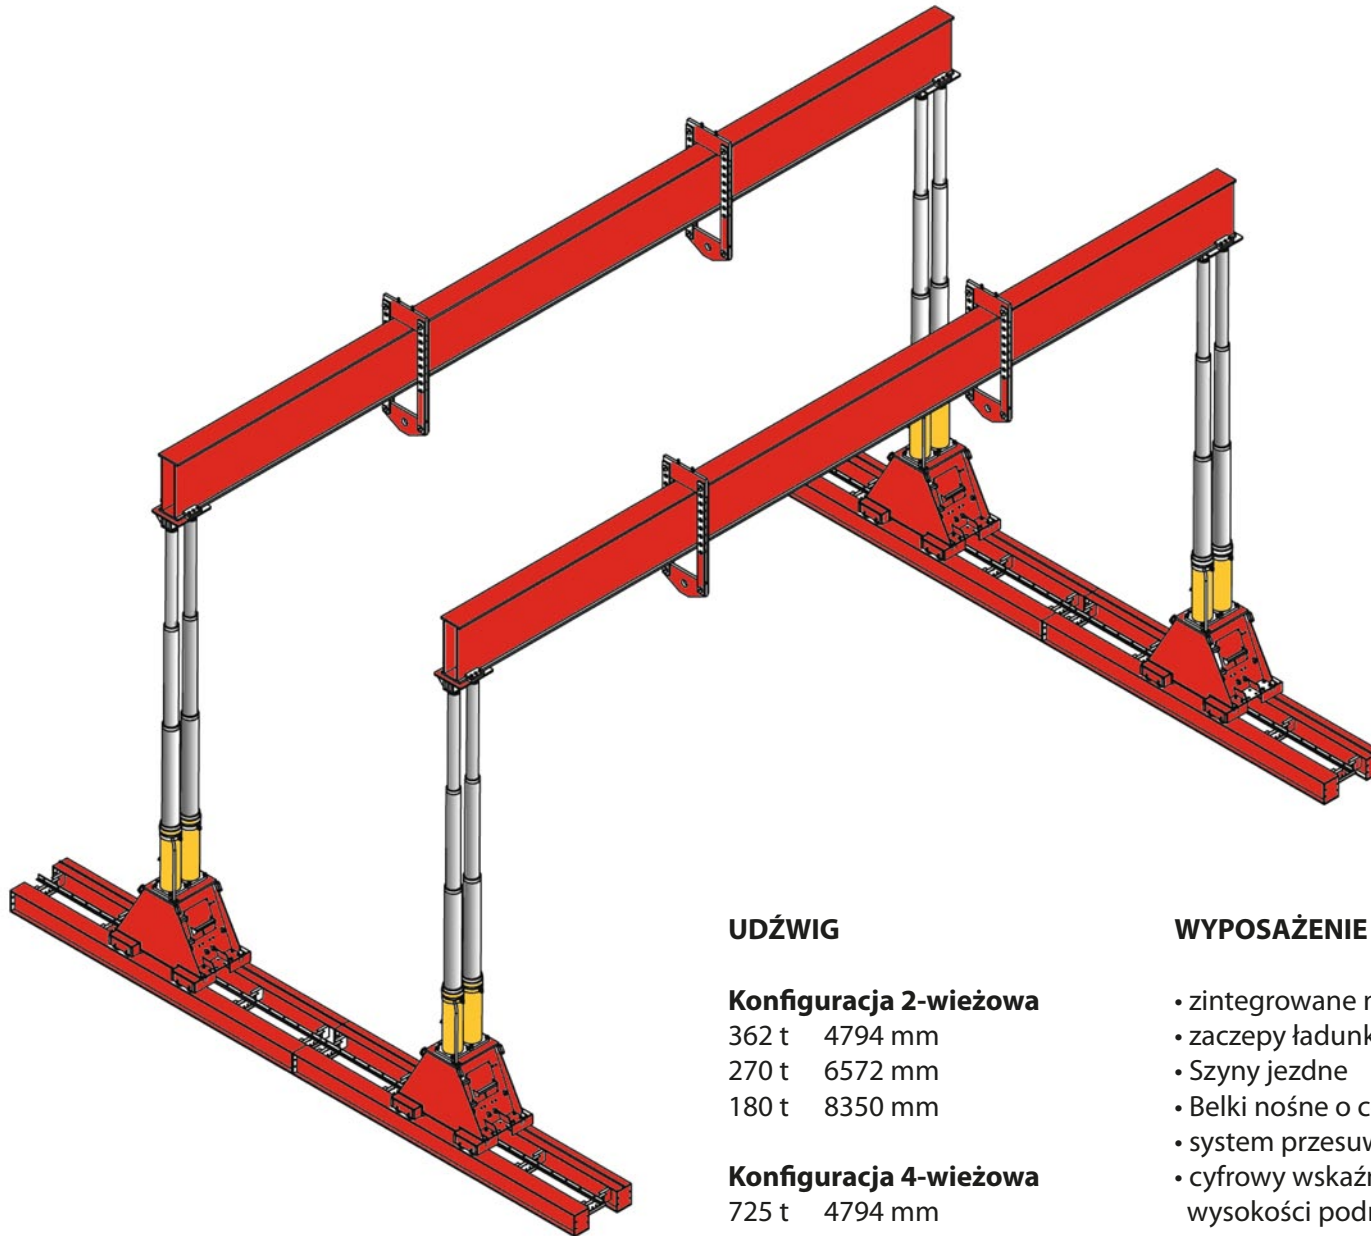 UDŹWIG
Konfiguracja 2-wieżowa
362 t 4794 mm
270 t 6572 mm
180 t 8350 mm
Konfiguracja 4-wieżowa
725 t 4794 mm
WYPOSAŻENIE
• zintegrowane
• zaczepy
• Szyny jezdne
• Belki nośne o
• system
• cyfrowy
wysokości